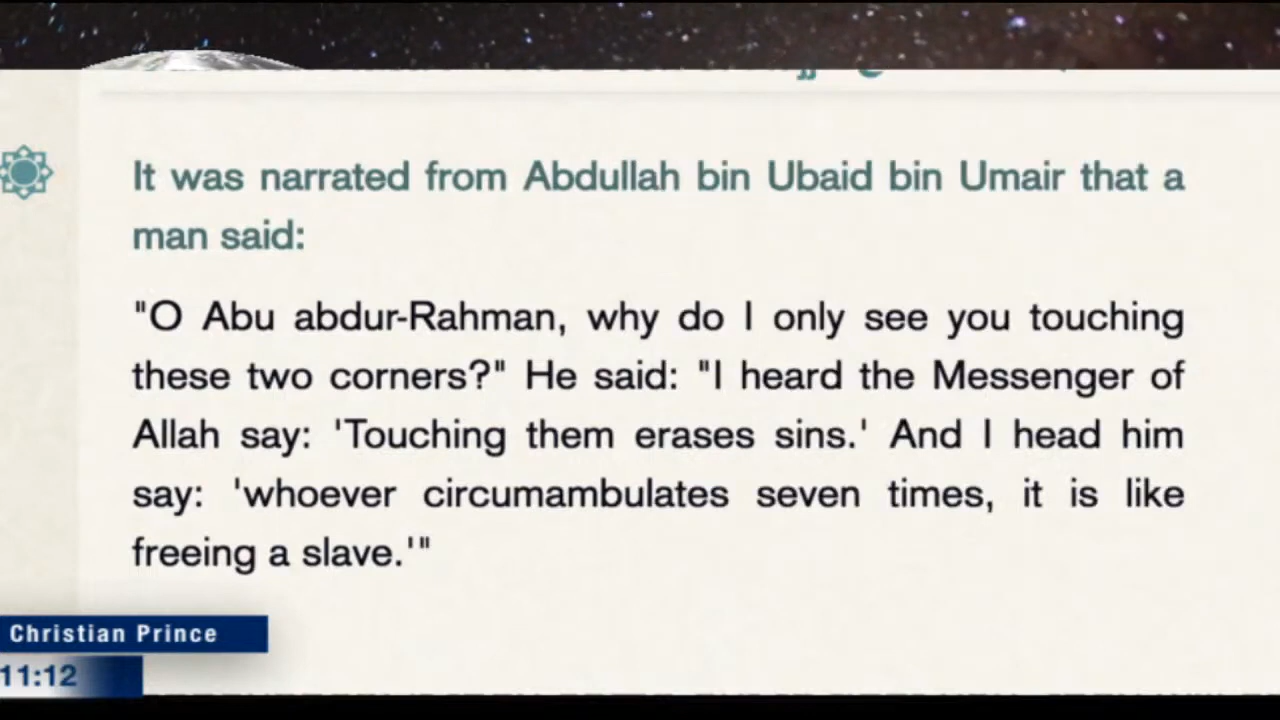 It was narrated from Abdullah bin Ubaid bin Umair that a
man said:
"O Abu abdur-Rahman, why do I only see you touching
these two corners?" He said: "I heard the Messenger of
Allah say: 'Touching them erases sins.' And I head him
say: 'whoever circumambulates seven times, it is like
freeing a slave.'"
Christian Prince
11:12